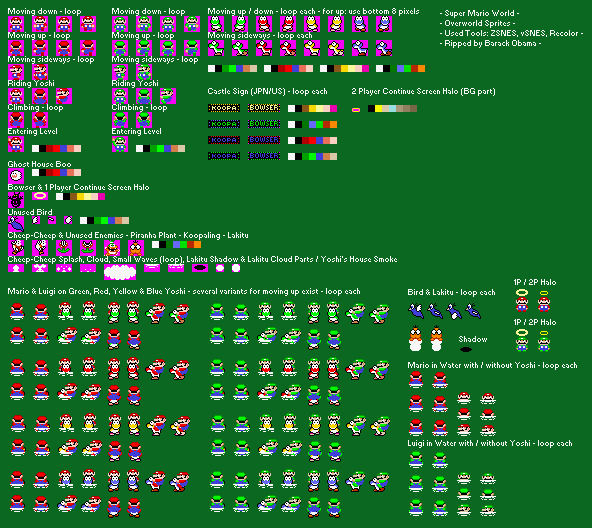 Moving down - loop
Moving down - loop
Moving up / down - loop each - for up: use bottom 8 pixels
- Super Mario World -
- Overworld Sprites -
- Used Tools: ZSNES, vSNES, Recolor -
- Ripped by Barack Obama -
Moving up - loop
Moving up - loop
Moving sideways - loop each
Moving sideways - loop
Moving sideways - loop
Riding Yoshi
Riding Yoshi
Castle Sign (JPN/US) - loop each
2 Player Continue Screen Halo (BG part)
KOOPA BOWSER
KOOPA BOWSER
KOOPA BOWSER
KOOPA BOWSER
Climbing - loop
Climbing - loop
Entering Level
Entering Level
Ghost House Boo
Bowser & 1 Player Continue Screen Halo
Unused Bird
Cheep-Cheep & Unused Enemies - Piranha Plant - Koopaling - Lakitu
Cheep-Cheep Splash, Cloud, Small Waves (loop), Lakitu Shadow & Lakitu Cloud Parts / Yoshi's House Smoke
Mario & Luigi on Green, Red, Yellow & Blue Yoshi - several variants for moving up exist - loop each
Bird & Lakitu - loop each
1P / 2P Halo
1P / 2P Halo
Shadow
Mario in Water with / without Yoshi - loop each
Luigi in Water with / without Yoshi - loop each